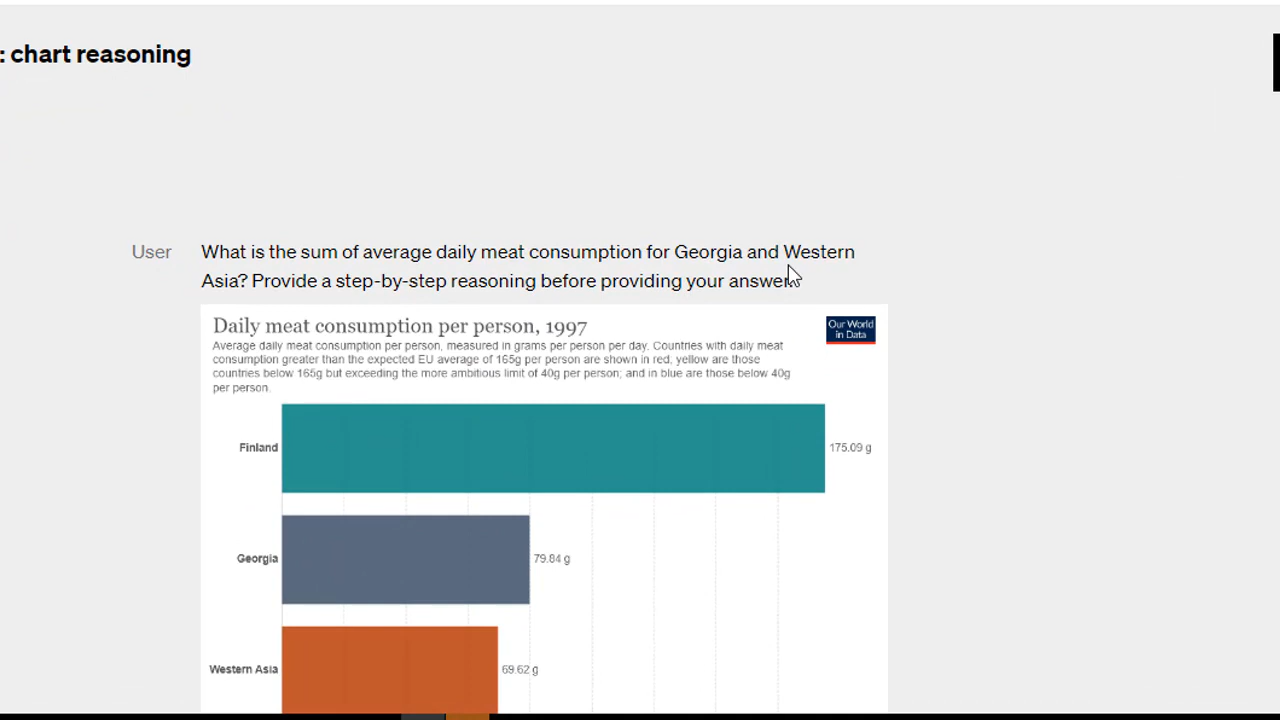 : chart reasoning
User
What is the sum of average daily meat consumption for Georgia and Western
Asia? Provide a step-by-step reasoning before providing your answer
Daily meat consumption per person, 1997
Our World
in Data
Average daily meat consumption per person, measured in grams per person per day. Countries with daily meat
consumption greater than the expected EU average of 165g per person are shown in red, yellow are those
countries below 165g but exceeding the more ambitious limit of 40g per person; and in blue are those below 40g
per person.
Finland
175.09 g
Georgia
79.84 g
Western Asia
69.62 g